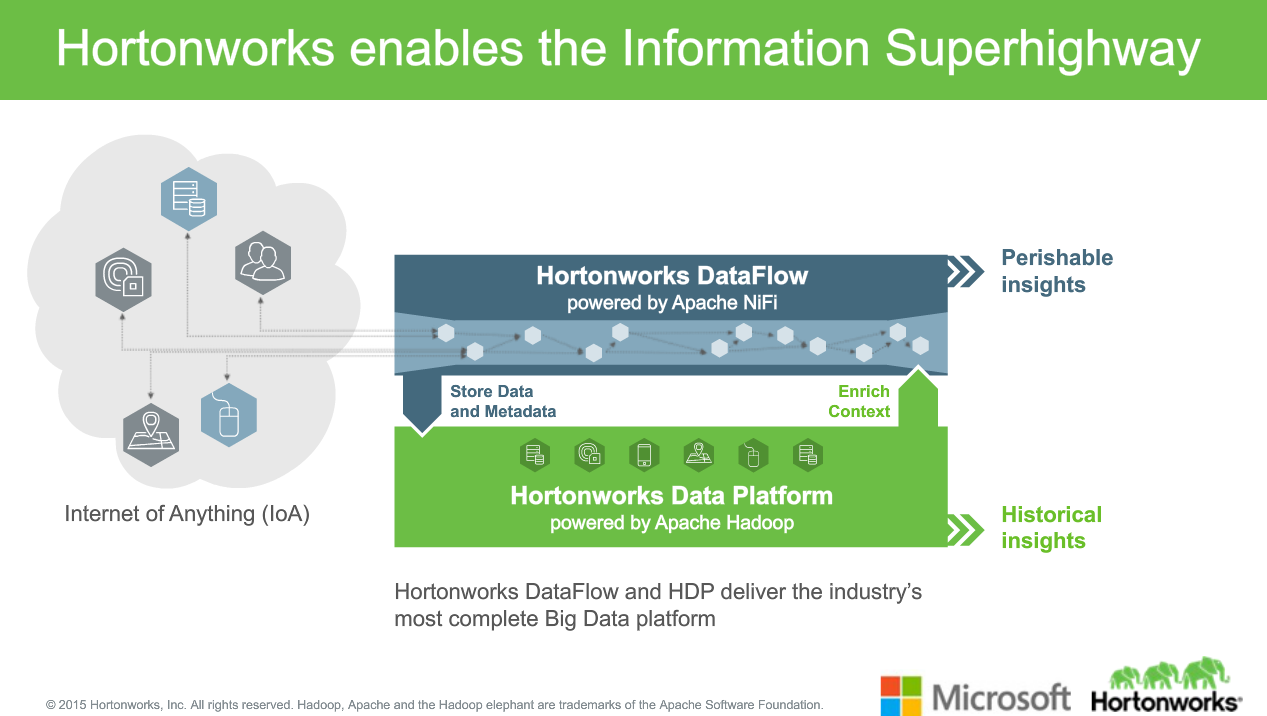 Hortonworks enables the Information Superhighway
Internet of Anything (IoA)
Hortonworks DataFlow
powered by Apache NiFi
Perishable
insights
Store Data
and Metadata
Enrich
Context
Hortonworks Data Platform
powered by Apache Hadoop
Historical
insights
Hortonworks DataFlow and HDP deliver the industry’s
most complete Big Data platform
© 2015 Hortonworks, Inc. All rights reserved. Hadoop, Apache and the Hadoop elephant are trademarks of the Apache Software Foundation.
Microsoft
Hortonworks®